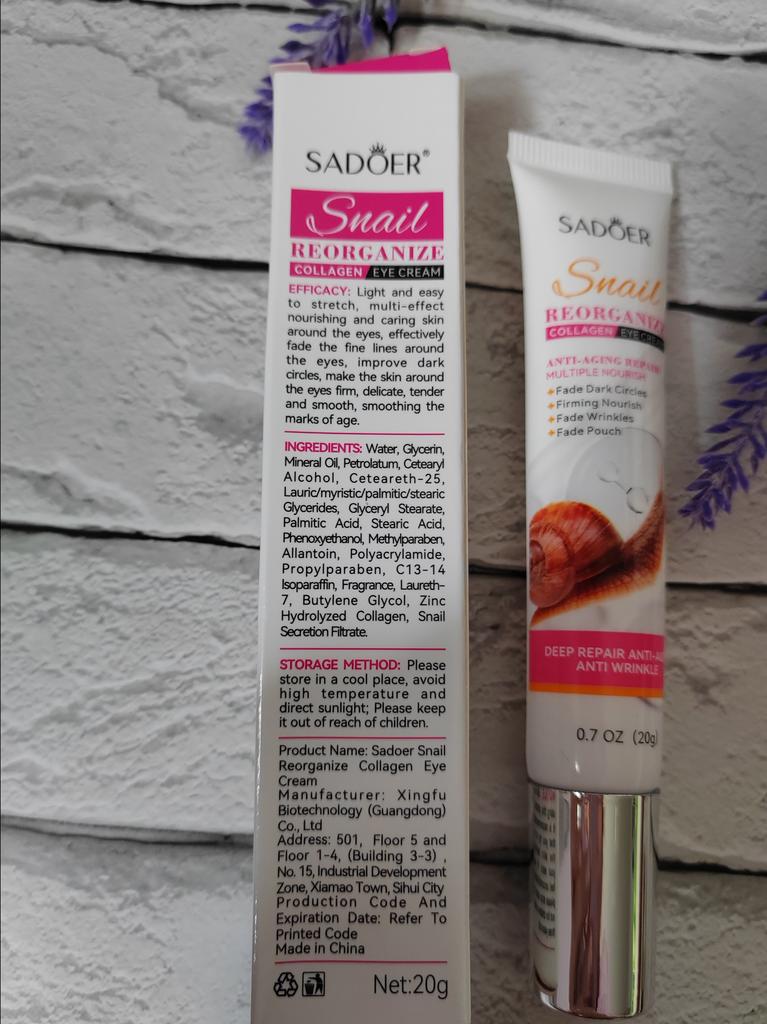 SADOER®
Snail
REORGANIZE
COLLAGEN EYE CREAM
EFFICACY: Light and easy
to stretch, multi-effect
nourishing and caring skin
around the eyes, effectively
fade the fine lines around
the eyes, improve dark
circles, make the skin around
the eyes firm, delicate, tender
and smooth, smoothing the
marks of age.
INGREDIENTS: Water, Glycerin,
Mineral Oil, Petrolatum, Cetearyl
Alcohol, Ceteareth-25,
Lauric/myristic/palmitic/stearic
Glycerides, Glyceryl Stearate,
Palmitic Acid, Stearic Acid,
Phenoxyethanol, Methylparaben,
Allantoin, Polyacrylamide,
Propylparaben, C13-14
Isoparaffin, Fragrance, Laureth-
7, Butylene Glycol, Zinc
Hydrolyzed Collagen, Snail
Secretion Filtrate.
STORAGE METHOD: Please
store in a cool place, avoid
high temperature and
direct sunlight; Please keep
it out of reach of children.
Product Name: Sadoer Snail
Reorganize Collagen Eye
Cream
Manufacturer: Xingfu
Biotechnology (Guangdong)
Co., Ltd
Address: 501, Floor 5 and
Floor 1-4, (Building 3-3) ,
No. 15, Industrial Development
Zone, Xiamao Town, Sihui City
Production Code And
Expiration Date: Refer To
Printed Code
Made in China
Net:20g
SADOER
Snail
REORGANIZE
COLLAGEN EYE CREA
ANTI-AGING REPAIR
MULTIPLE NOURISH
Fade Dark Circles
Firming Nourish
Fade Wrinkles
Fade Pouch
DEEP REPAIR ANTI-A
ANTI WRINKLE
0.7 OZ (20g)